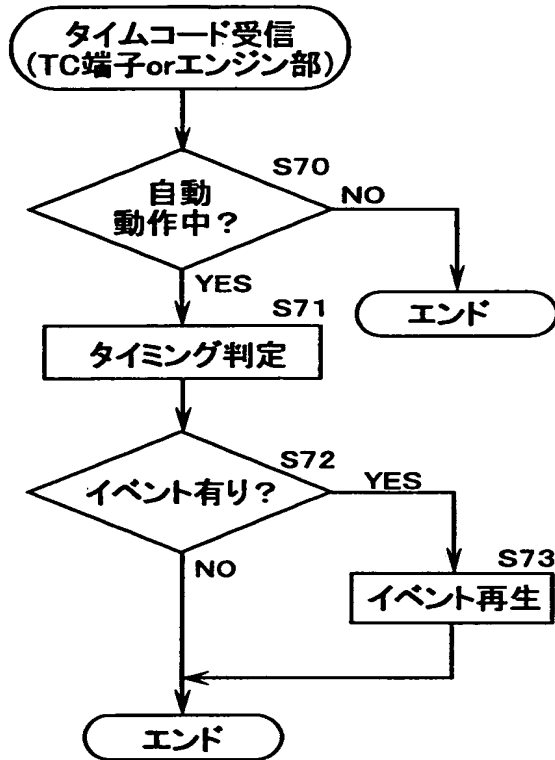 タイムコード受信
(TC端子orエンジン部)
S70
自動
動作中?
NO
YES
エンド
S71
タイミング判定
S72
イベント有り?
YES
NO
S73
イベント再生
エンド